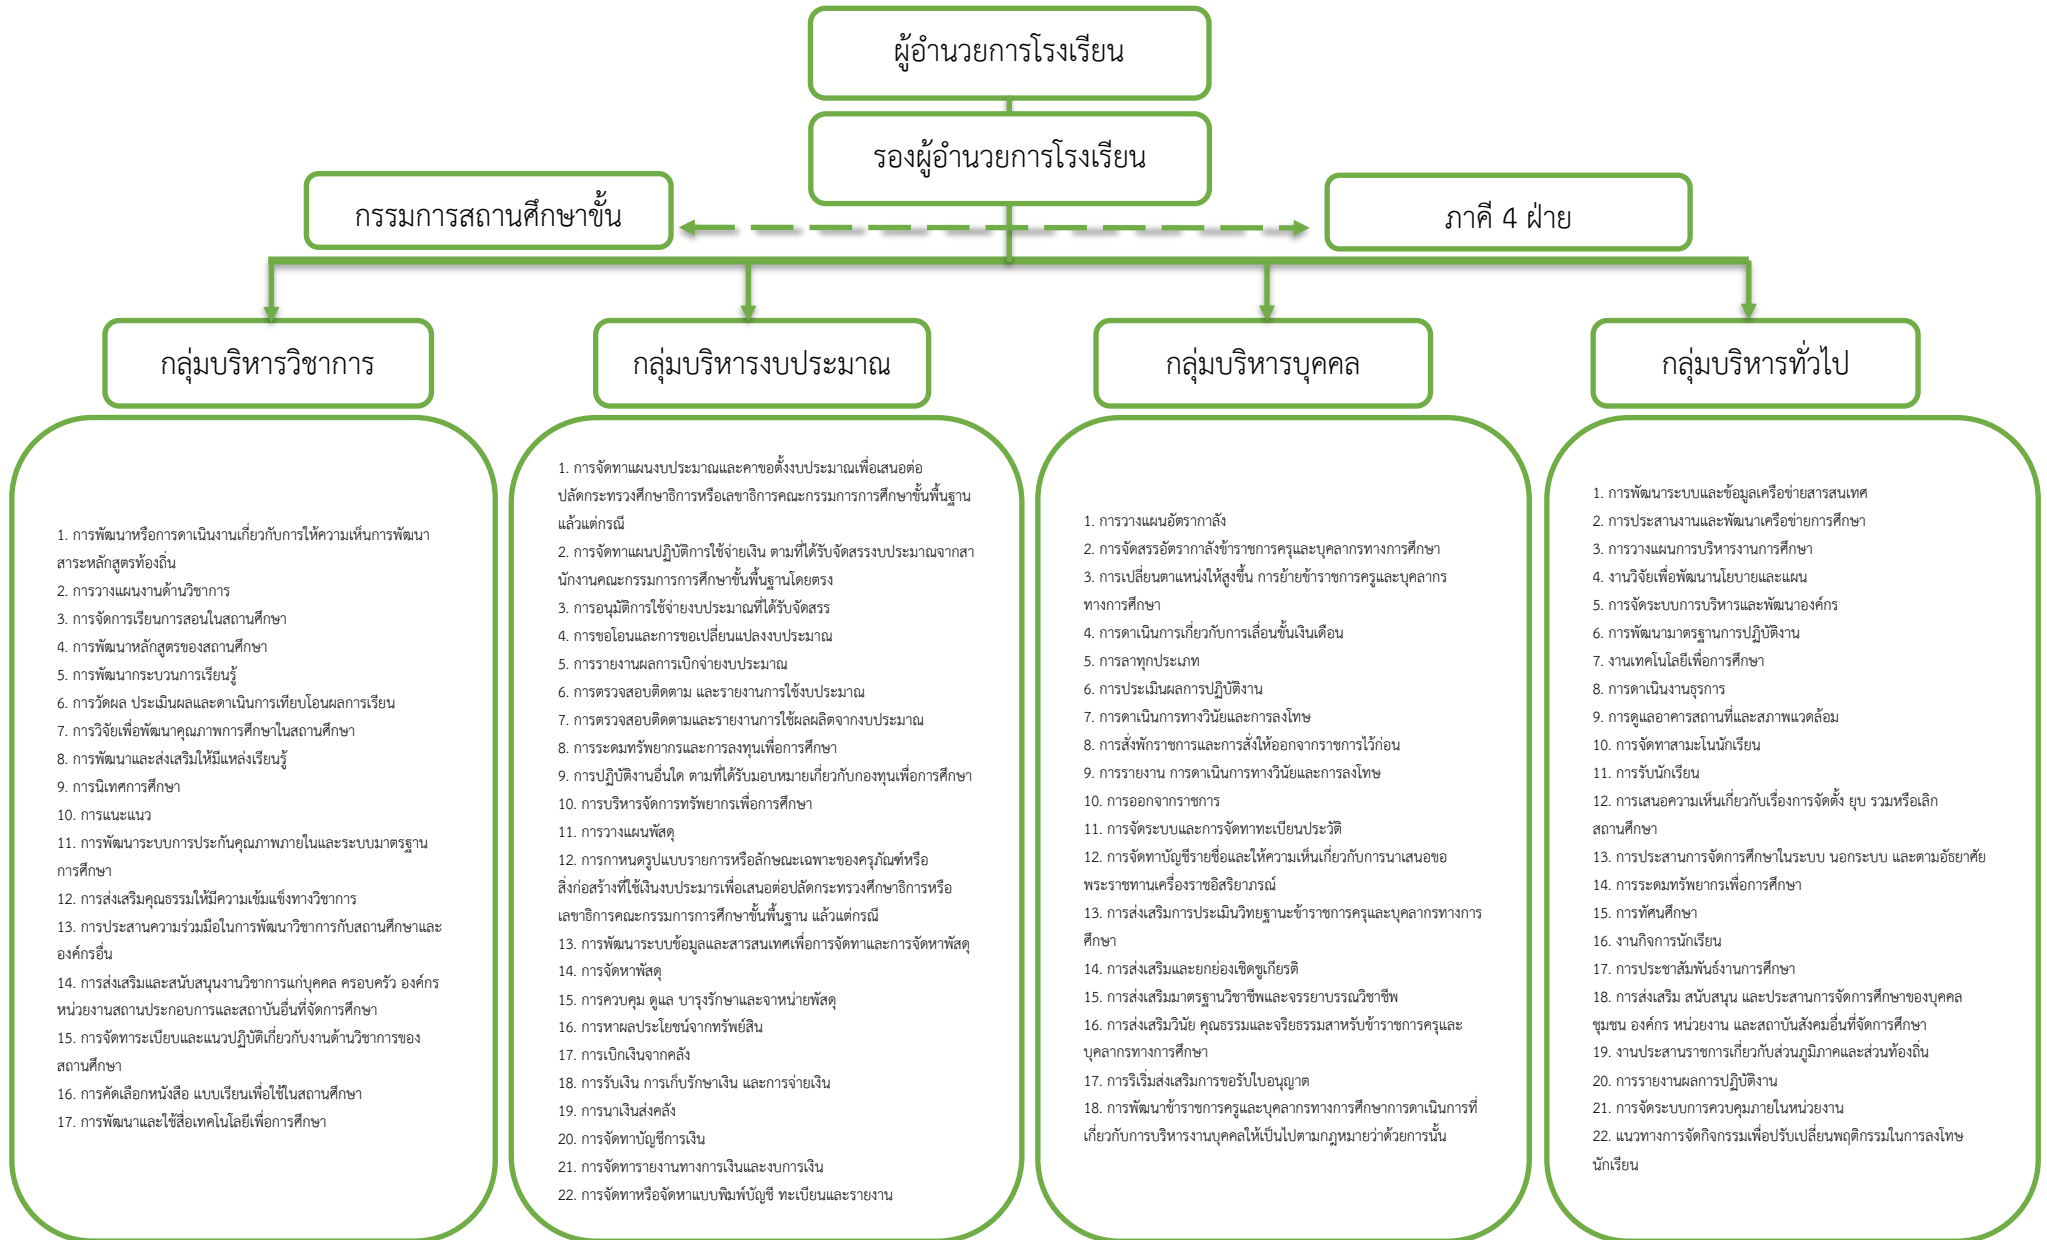 ผู้อำนวยการโรงเรียน
รองผู้อำนวยการโรงเรียน
กรรมการสถานศึกษาขั้น
ภาคี 4 ฝ่าย
กลุ่มบริหารวิชาการ
กลุ่มบริหารงบประมาณ
กลุ่มบริหารบุคคล
กลุ่มบริหารทั่วไป
1. การพัฒนาหรือการดาเนินงานเกี่ยวกับการให้ความเห็นการพัฒนา
สาระหลักสูตรท้องถิ่น
2. การวางแผนงานด้านวิชาการ
3. การจัดการเรียนการสอนในสถานศึกษา
4. การพัฒนาหลักสูตรของสถานศึกษา
5. การพัฒนากระบวนการเรียนรู้
6. การวัดผล ประเมินผลและดาเนินการเทียบโอนผลการเรียน
7. การวิจัยเพื่อพัฒนาคุณภาพการศึกษาในสถานศึกษา
8. การพัฒนาและส่งเสริมให้มีแหล่งเรียนรู้
9. การนิเทศการศึกษา
10. การแนะแนว
11. การพัฒนาระบบการประกันคุณภาพภายในและระบบมาตรฐาน
การศึกษา
12. การส่งเสริมคุณธรรมให้มีความเข้มแข็งทางวิชาการ
13. การประสานความร่วมมือในการพัฒนาวิชาการกับสถานศึกษาและ
องค์กรอื่น
14. การส่งเสริมและสนับสนุนงานวิชาการแก่บุคคล ครอบครัว องค์กร
หน่วยงานสถานประกอบการและสถาบันอื่นที่จัดการศึกษา
15. การจัดทาระเบียบและแนวปฏิบัติเกี่ยวกับงานด้านวิชาการของ
สถานศึกษา
16. การคัดเลือกหนังสือ แบบเรียนเพื่อใช้ในสถานศึกษา
17. การพัฒนาและใช้สื่อเทคโนโลยีเพื่อการศึกษา
1. การจัดทาแผนงบประมาณและคาขอตั้งงบประมาณเพื่อเสนอต่อ
ปลัดกระทรวงศึกษาธิการหรือเลขาธิการคณะกรรมการการศึกษาขั้นพื้นฐาน
แล้วแต่กรณี
2. การจัดทาแผนปฏิบัติการใช้จ่ายเงิน ตามที่ได้รับจัดสรรงบประมาณจากสา
นักงานคณะกรรมการการศึกษาขั้นพื้นฐานโดยตรง
3. การอนุมัติการใช้จ่ายงบประมาณที่ได้รับจัดสรร
4. การขอโอนและการขอเปลี่ยนแปลงงบประมาณ
5. การรายงานผลการเบิกจ่ายงบประมาณ
6. การตรวจสอบติดตาม และรายงานการใช้งบประมาณ
7. การตรวจสอบติดตามและรายงานการใช้ผลผลิตจากงบประมาณ
8. การระดมทรัพยากรและการลงทุนเพื่อการศึกษา
9. การปฏิบัติงานอื่นใด ตามที่ได้รับมอบหมายเกี่ยวกับกองทุนเพื่อการศึกษา
10. การบริหารจัดการทรัพยากรเพื่อการศึกษา
11. การวางแผนพัสดุ
12. การกาหนดรูปแบบรายการหรือลักษณะเฉพาะของครุภัณฑ์หรือ
สิ่งก่อสร้างที่ใช้เงินงบประมารเพื่อเสนอต่อปลัดกระทรวงศึกษาธิการหรือ
เลขาธิการคณะกรรมการการศึกษาขั้นพื้นฐาน แล้วแต่กรณี
13. การพัฒนาระบบข้อมูลและสารสนเทศเพื่อการจัดทาและการจัดหาพัสดุ
14. การจัดหาพัสดุ
15. การควบคุม ดูแล บารุงรักษาและจาหน่ายพัสดุ
16. การหาผลประโยชน์จากทรัพย์สิน
17. การเบิกเงินจากคลัง
18. การรับเงิน การเก็บรักษาเงิน และการจ่ายเงิน
19. การนาเงินส่งคลัง
20. การจัดทาบัญชีการเงิน
21. การจัดทารายงานทางการเงินและงบการเงิน
22. การจัดทาหรือจัดหาแบบพิมพ์บัญชี ทะเบียนและรายงาน
1. การวางแผนอัตรากาลัง
2. การจัดสรรอัตรากาลังข้าราชการครุและบุคลากรทางการศึกษา
3. การเปลี่ยนตาแหน่งให้สูงขึ้น การย้ายข้าราชการครูและบุคลากร
ทางการศึกษา
4. การดาเนินการเกี่ยวกับการเลื่อนขั้นเงินเดือน
5. การลาทุกประเภท
6. การประเมินผลการปฏิบัติงาน
7. การดาเนินการทางวินัยและการลงโทษ
8. การสั่งพักราชการและการสั่งให้ออกจากราชการไว้ก่อน
9. การรายงาน การดาเนินการทางวินัยและการลงโทษ
10. การออกจากราชการ
11. การจัดระบบและการจัดทาทะเบียนประวัติ
12. การจัดทาบัญชีรายชื่อและให้ความเห็นเกี่ยวกับการนาเสนอขอ
พระราชทานเครื่องราชอิสริยาภรณ์
13. การส่งเสริมการประเมินวิทยฐานะข้าราชการครุและบุคลากรทางการ
ศึกษา
14. การส่งเสริมและยกย่องเชิดชูเกียรติ
15. การส่งเสริมมาตรฐานวิชาชีพและจรรยาบรรณวิชาชีพ
16. การส่งเสริมวินัย คุณธรรมและจริยธรรมสาหรับข้าราชการครุและ
บุคลากรทางการศึกษา
17. การริเริ่มส่งเสริมการขอรับใบอนุญาต
18. การพัฒนาข้าราชการครูและบุคลากรทางการศึกษาการดาเนินการที่
เกี่ยวกับการบริหารงานบุคคลให้เป็นไปตามกฎหมายว่าด้วยการนั้น
1. การพัฒนาระบบและข้อมูลเครือข่ายสารสนเทศ
2. การประสานงานและพัฒนาเครือข่ายการศึกษา
3. การวางแผนการบริหารงานการศึกษา
4. งานวิจัยเพื่อพัฒนานโยบายและแผน
5. การจัดระบบการบริหารและพัฒนาองค์กร
6. การพัฒนามาตรฐานการปฏิบัติงาน
7. งานเทคโนโลยีเพื่อการศึกษา
8. การดาเนินงานธุรการ
9. การดูแลอาคารสถานที่และสภาพแวดล้อม
10. การจัดทาสามะโนนักเรียน
11. การรับนักเรียน
12. การเสนอความเห็นเกี่ยวกับเรื่องการจัดตั้ง ยุบ รวมหรือเลิก
สถานศึกษา
13. การประสานการจัดการศึกษาในระบบ นอกระบบ และตามอัธยาศัย
14. การระดมทรัพยากรเพื่อการศึกษา
15. การทัศนศึกษา
16. งานกิจการนักเรียน
17. การประชาสัมพันธ์งานการศึกษา
18. การส่งเสริม สนับสนุน และประสานการจัดการศึกษาของบุคคล
ชุมชน องค์กร หน่วยงาน และสถาบันสังคมอื่นที่จัดการศึกษา
19. งานประสานราชการเกี่ยวกับส่วนภูมิภาคและส่วนท้องถิ่น
20. การรายงานผลการปฏิบัติงาน
21. การจัดระบบการควบคุมภายในหน่วยงาน
22. แนวทางการจัดกิจกรรมเพื่อปรับเปลี่ยนพฤติกรรมในการลงโทษ
นักเรียน